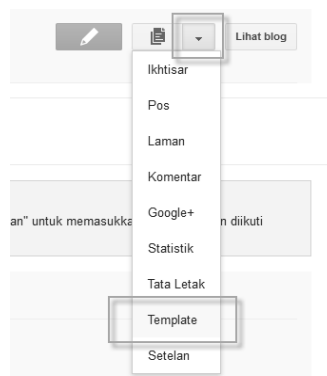 Lihat blog
Ikhtisar
Pos
Laman
Komentar
an" untuk memasukka n diikuti
Google+
Statistik
Tata Letak
Template
Setelan